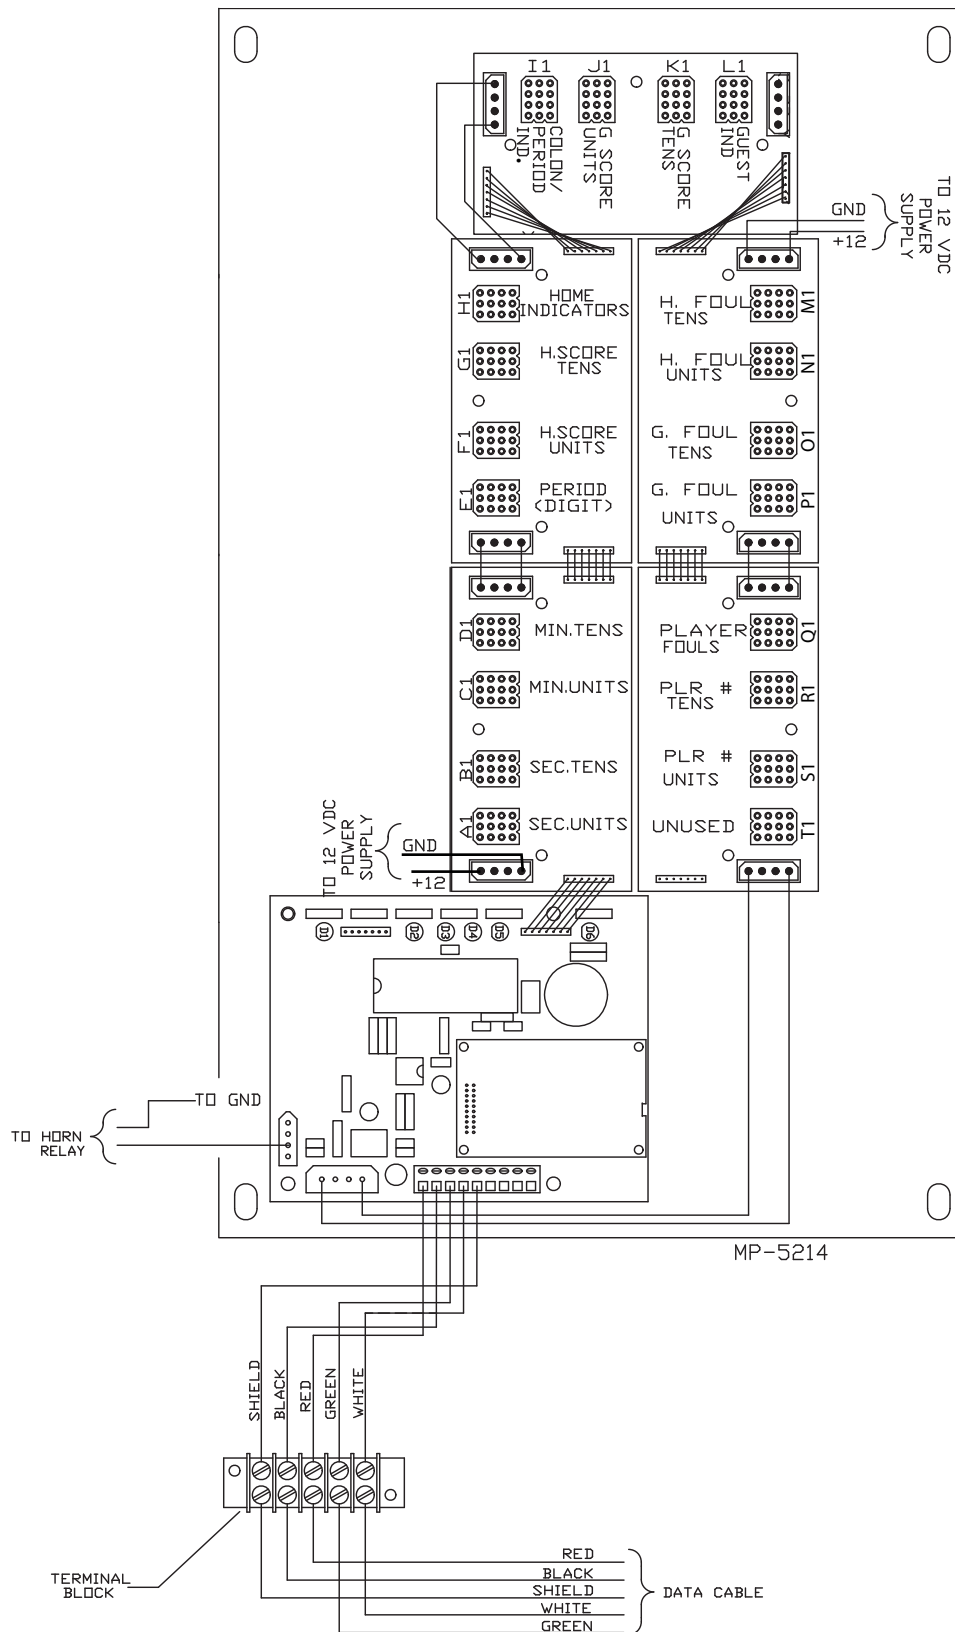 I1 J1 K1 L1
COLON/
PERIOD
IND.
G SCORE
UNITS
G SCORE
TENS
GUEST
IND
TO 12 VDC
POWER
SUPPLY
GND
+12
H1
HOME
INDICATORS
G1
H.SCORE
TENS
F1
H.SCORE
UNITS
E1
PERIOD
(DIGIT)
H. FOUL
TENS
M1
H. FOUL
UNITS
N1
G. FOUL
TENS
O1
G. FOUL
UNITS
P1
D1
MIN.TENS
C1
MIN.UNITS
B1
SEC.TENS
A1
SEC.UNITS
PLAYER
FOULS
Q1
PLR #
TENS
R1
PLR #
UNITS
S1
UNUSED
T1
TO 12 VDC
POWER
SUPPLY
GND
+12
D1 D2 D3 D4 D5 D6
TO GND
TO HORN
RELAY
MP-5214
SHIELD
BLACK
RED
GREEN
WHITE
TERMINAL
BLOCK
RED
BLACK
SHIELD
WHITE
GREEN
DATA CABLE